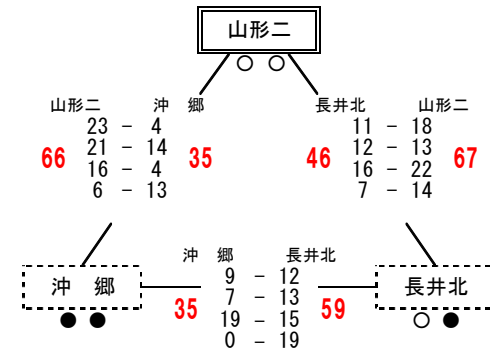 山形二
○ ○
山形二 沖 郷
23 - 4
21 - 14
16 - 4
6 - 13
66 35
長井北 山形二
11 - 18
12 - 13
16 - 22
7 - 14
46 67
沖 郷 長井北
9 - 12
7 - 13
19 - 15
0 - 19
35 59
沖 郷
● ●
長井北
○ ●